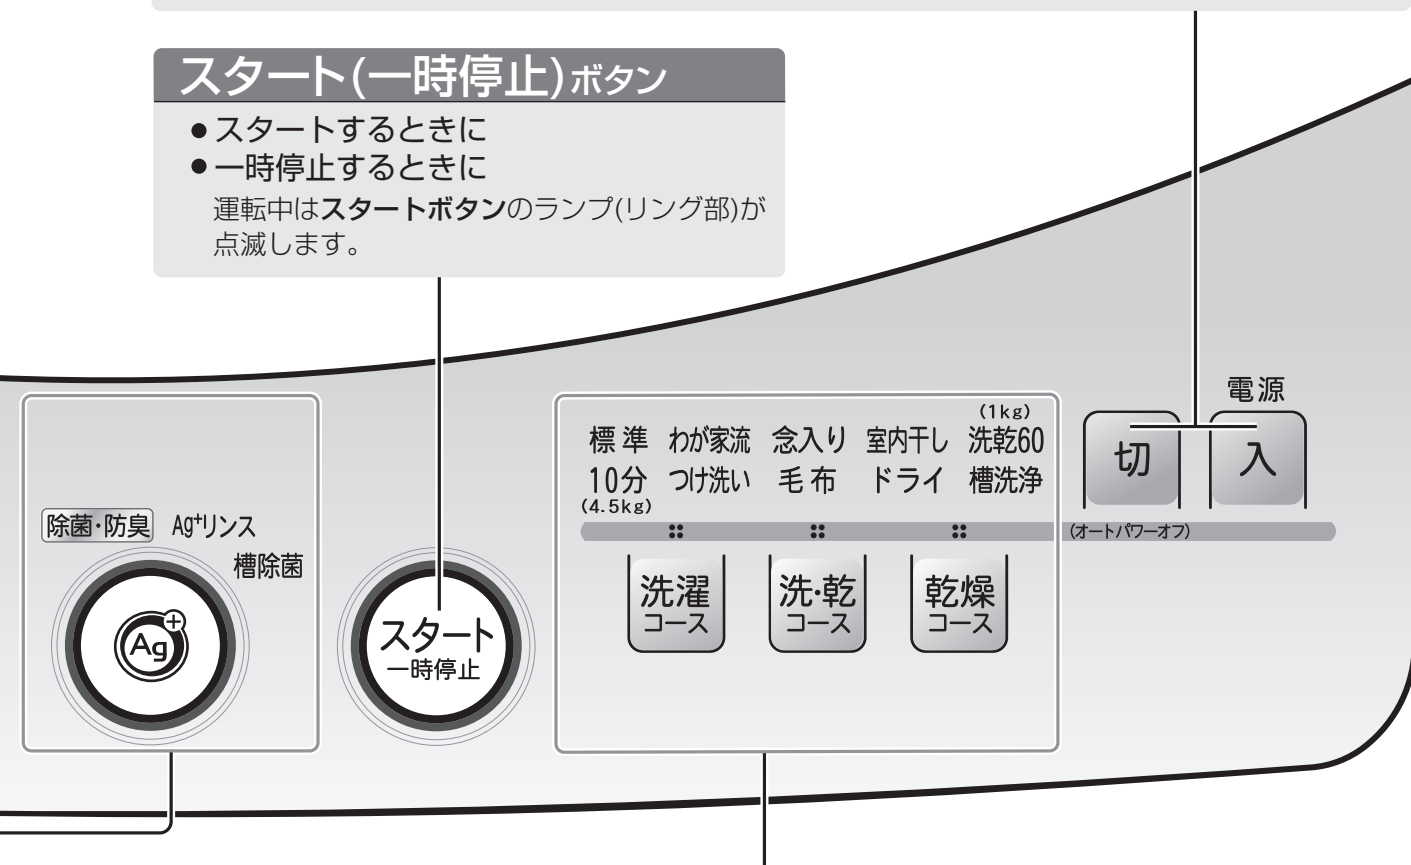 スタート(一時停止)ボタン
●スタートするときに
●一時停止するときに
運転中はスタートボタンのランプ(リング部)が
点滅します。
除菌・防臭 Ag⁺リンス
槽除菌
Ag⁺
スタート
一時停止
(1kg)
標準 わが家流 念入り 室内干し 洗乾60
10分 つけ洗い 毛布 ドライ 槽洗浄
(4.5kg)
洗濯
コース
洗・乾
コース
乾燥
コース
電源
切 入
(オートパワーオフ)